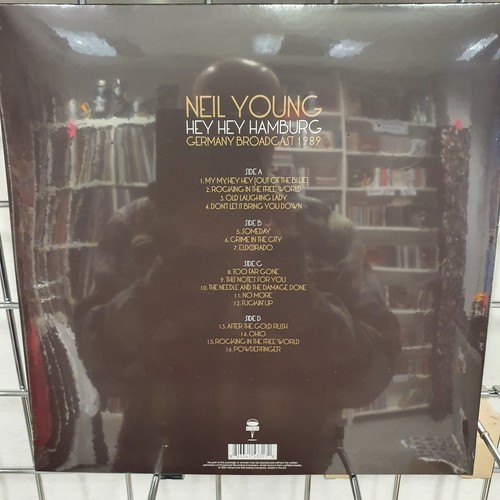 NEIL YOUNG
HEY HEY HAMBURG
GERMANY BROADCAST 1989
SIDE A
1. MY MY, HEY HEY (OUT OF THE BLUE)
2. ROCKING IN THE FREE WORLD
3. OLD LAUGHING LADY
4. DON'T LET IT BRING YOU DOWN
SIDE B
5. SOMEDAY
6. CRIME IN THE CITY
7. ELDORADO
SIDE C
8. TOO FAR GONE
9. THIS NOTE'S FOR YOU
10. THE NEEDLE AND THE DAMAGE DONE
11. NO MORE
12. FUCKIN' UP
SIDE D
13. AFTER THE GOLD RUSH
14. OHIO
15. ROCKING IN THE FREE WORLD
16. POWDERFINGER